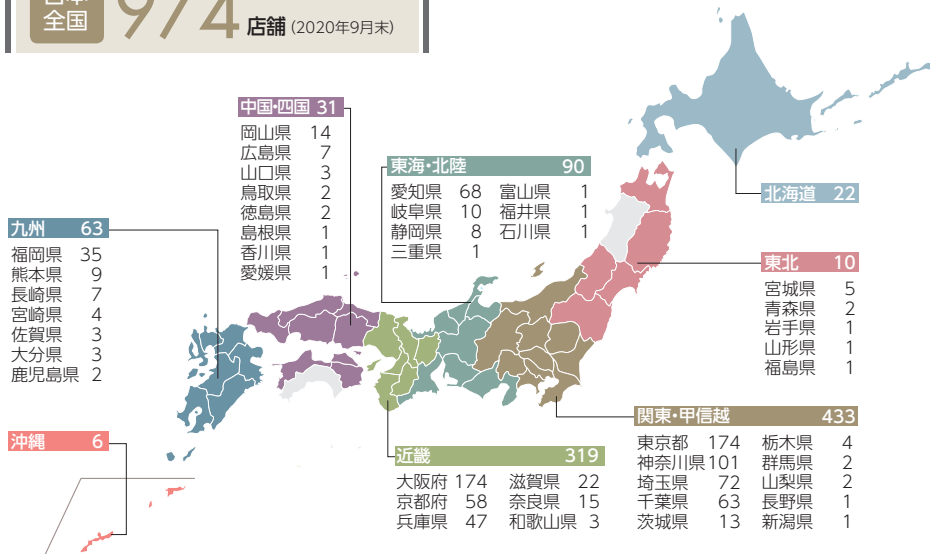 日本
全国
974 店舗 (2020年9月末)
中国・四国 31
岡山県 14
広島県 7
山口県 3
鳥取県 2
徳島県 2
島根県 1
香川県 1
愛媛県 1
東海・北陸 90
愛知県 68 富山県 1
岐阜県 10 福井県 1
静岡県 8 石川県 1
三重県 1
北海道 22
九州 63
福岡県 35
熊本県 9
長崎県 7
宮崎県 4
佐賀県 3
大分県 3
鹿児島県 2
東北 10
宮城県 5
青森県 2
岩手県 1
山形県 1
福島県 1
沖縄 6
関東・甲信越 433
東京都 174 栃木県 4
神奈川県 101 群馬県 2
埼玉県 72 山梨県 2
千葉県 63 長野県 1
茨城県 13 新潟県 1
近畿 319
大阪府 174 滋賀県 22
京都府 58 奈良県 15
兵庫県 47 和歌山県 3